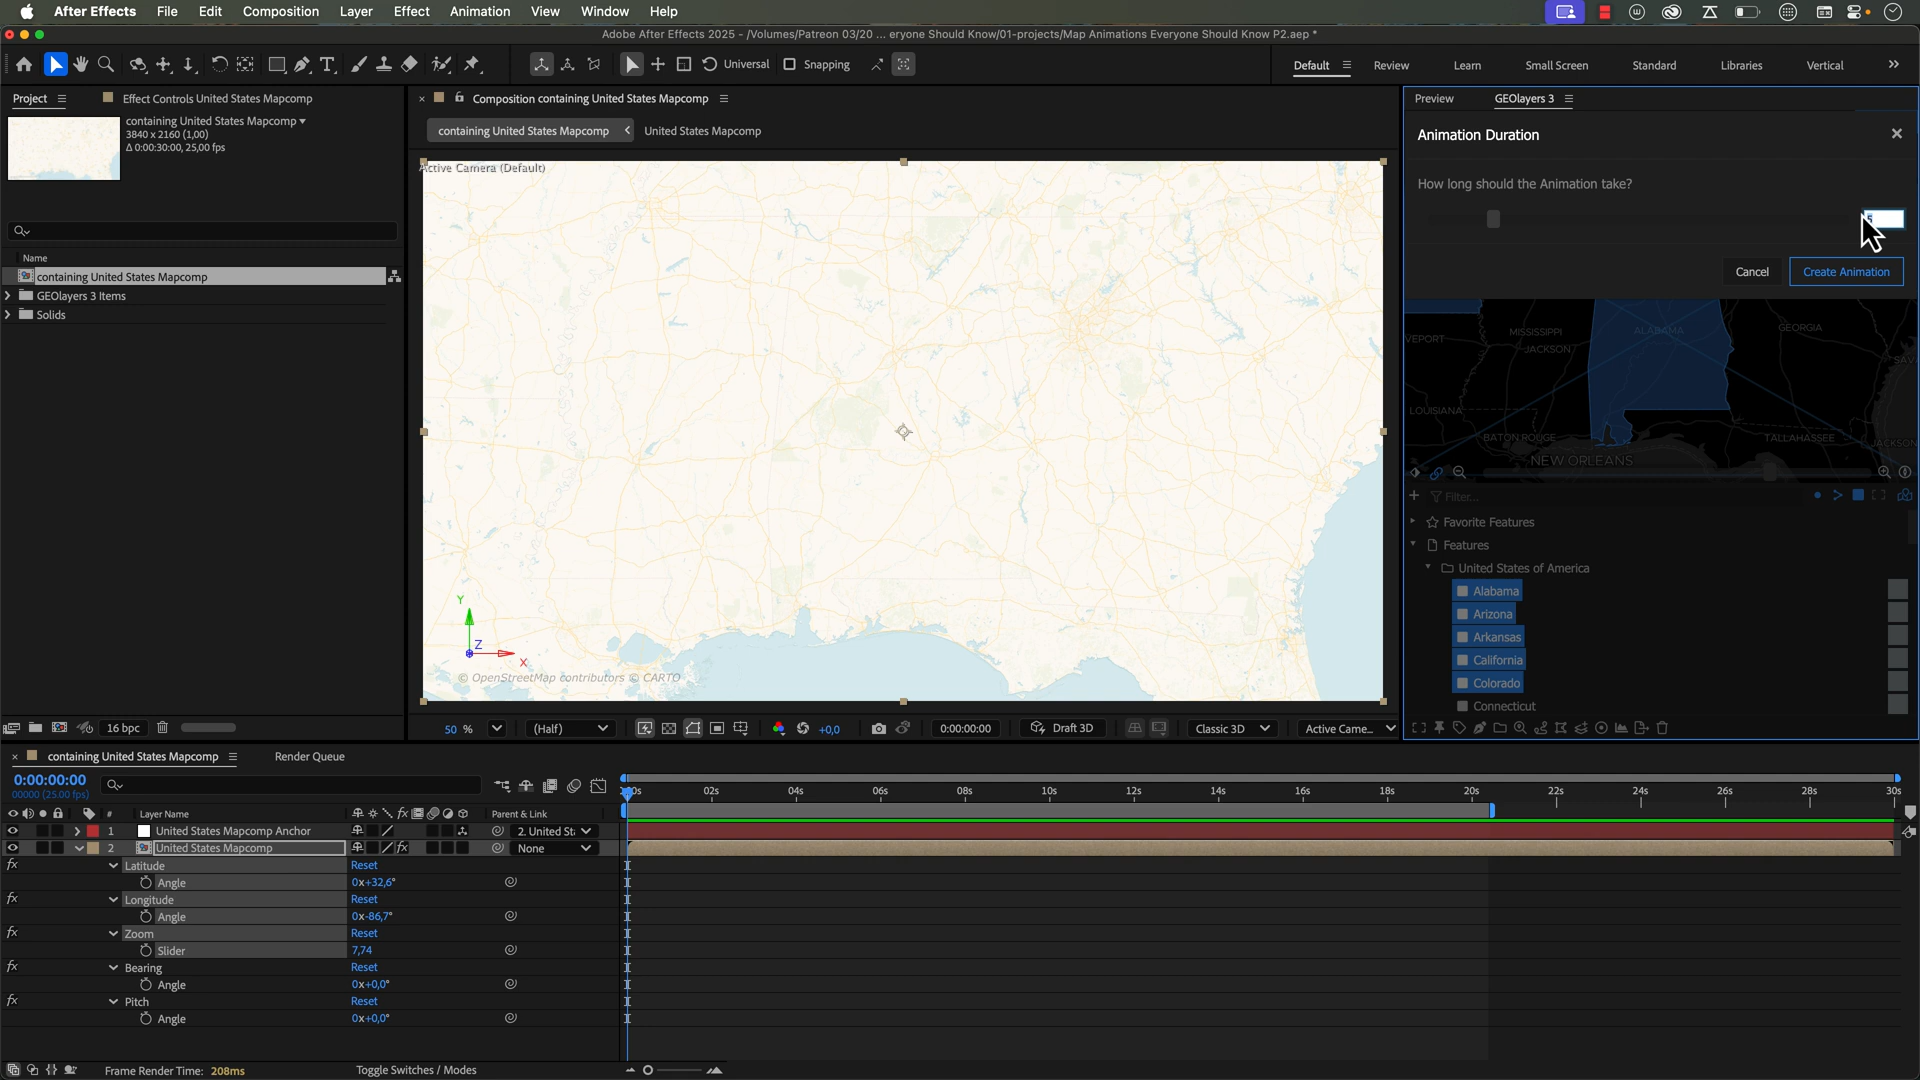 After Effects File Edit Composition Layer Effect Animation View Window Help
Adobe After Effects 2025 - /Volumes/Patreon 03/20 ... eryone Should Know/01-projects/Map Animations Everyone Should Know P2.aep *
Universal Snapping Default Review Learn Small Screen Standard Libraries Vertical
Project Effect Controls United States Mapcomp
containing United States Mapcomp
3840 x 2160 (1,00)
Δ 0:00:30:00, 25,00 fps
Name
containing United States Mapcomp
GEOlayers 3 Items
Solids
16 bpc
Composition containing United States Mapcomp
containing United States Mapcomp United States Mapcomp
Active Camera (Default)
Y
Z
X
© OpenStreetMap contributors © CARTO
50 % (Half) +0,0 0:00:00:00 Draft 3D Classic 3D Active Came...
Preview GEOlayers 3
Animation Duration
How long should the Animation take?
5
Cancel Create Animation
MISSISSIPPI ALABAMA GEORGIA
VEPORT JACKSON SAV
LOUISIANA
BATON ROUGE TALLAHASSEE JACKSON
NEW ORLEANS
Filter...
Favorite Features
Features
United States of America
Alabama
Arizona
Arkansas
California
Colorado
Connecticut
containing United States Mapcomp Render Queue
0:00:00:00
00000 (25.00 fps)
00s 02s 04s 06s 08s 10s 12s 14s 16s 18s 20s 22s 24s 26s 28s 30s
# Layer Name Parent & Link
1 United States Mapcomp Anchor 2. United Sta
2 United States Mapcomp None
fx Latitude Reset
Angle 0x+32,6°
fx Longitude Reset
Angle 0x-86,7°
fx Zoom Reset
Slider 7,74
fx Bearing Reset
Angle 0x+0,0°
fx Pitch Reset
Angle 0x+0,0°
Frame Render Time: 208ms Toggle Switches / Modes